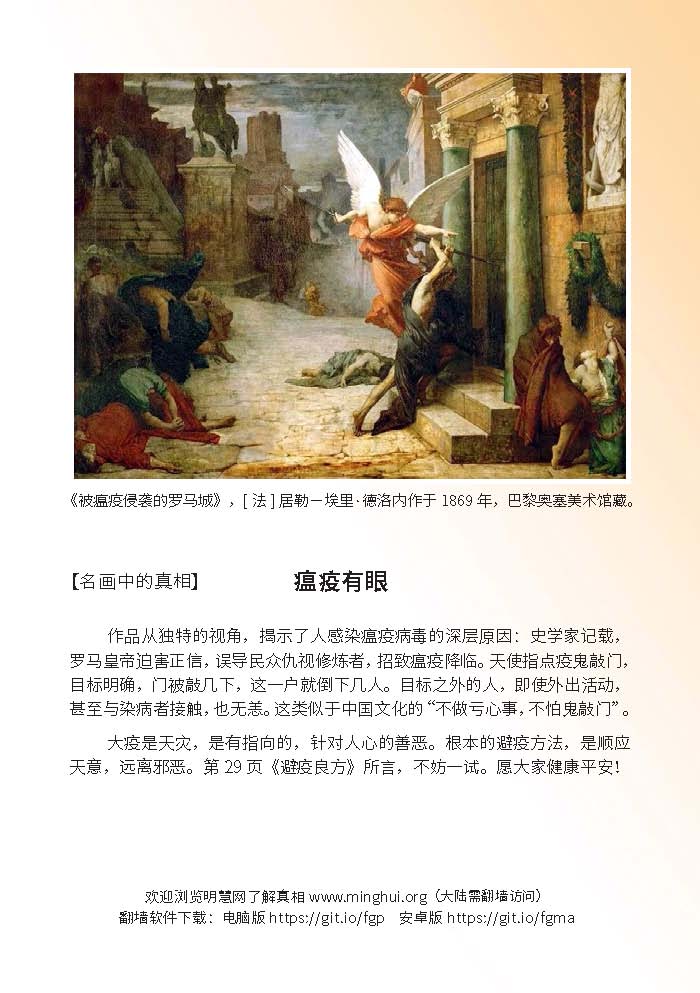 《被瘟疫侵袭的罗马城》，[ 法 ] 居勒－埃里·德洛内作于 1869 年，巴黎奥塞美术馆藏。
【名画中的真相】 瘟疫有眼
作品从独特的视角，揭示了人感染瘟疫病毒的深层原因：史学家记载，
罗马皇帝迫害正信，误导民众仇视修炼者，招致瘟疫降临。天使指点疫鬼敲门，
目标明确，门被敲几下，这一户就倒下几人。目标之外的人，即使外出活动，
甚至与染病者接触，也无恙。这类似于中国文化的“不做亏心事，不怕鬼敲门”。
大疫是天灾，是有指向的，针对人心的善恶。根本的避疫方法，是顺应
天意，远离邪恶。第 29 页《避疫良方》所言，不妨一试。愿大家健康平安！
欢迎浏览明慧网了解真相 www.minghui.org（大陆需翻墙访问）
翻墙软件下载：电脑版 https://git.io/fgp 安卓版 https://git.io/fgma